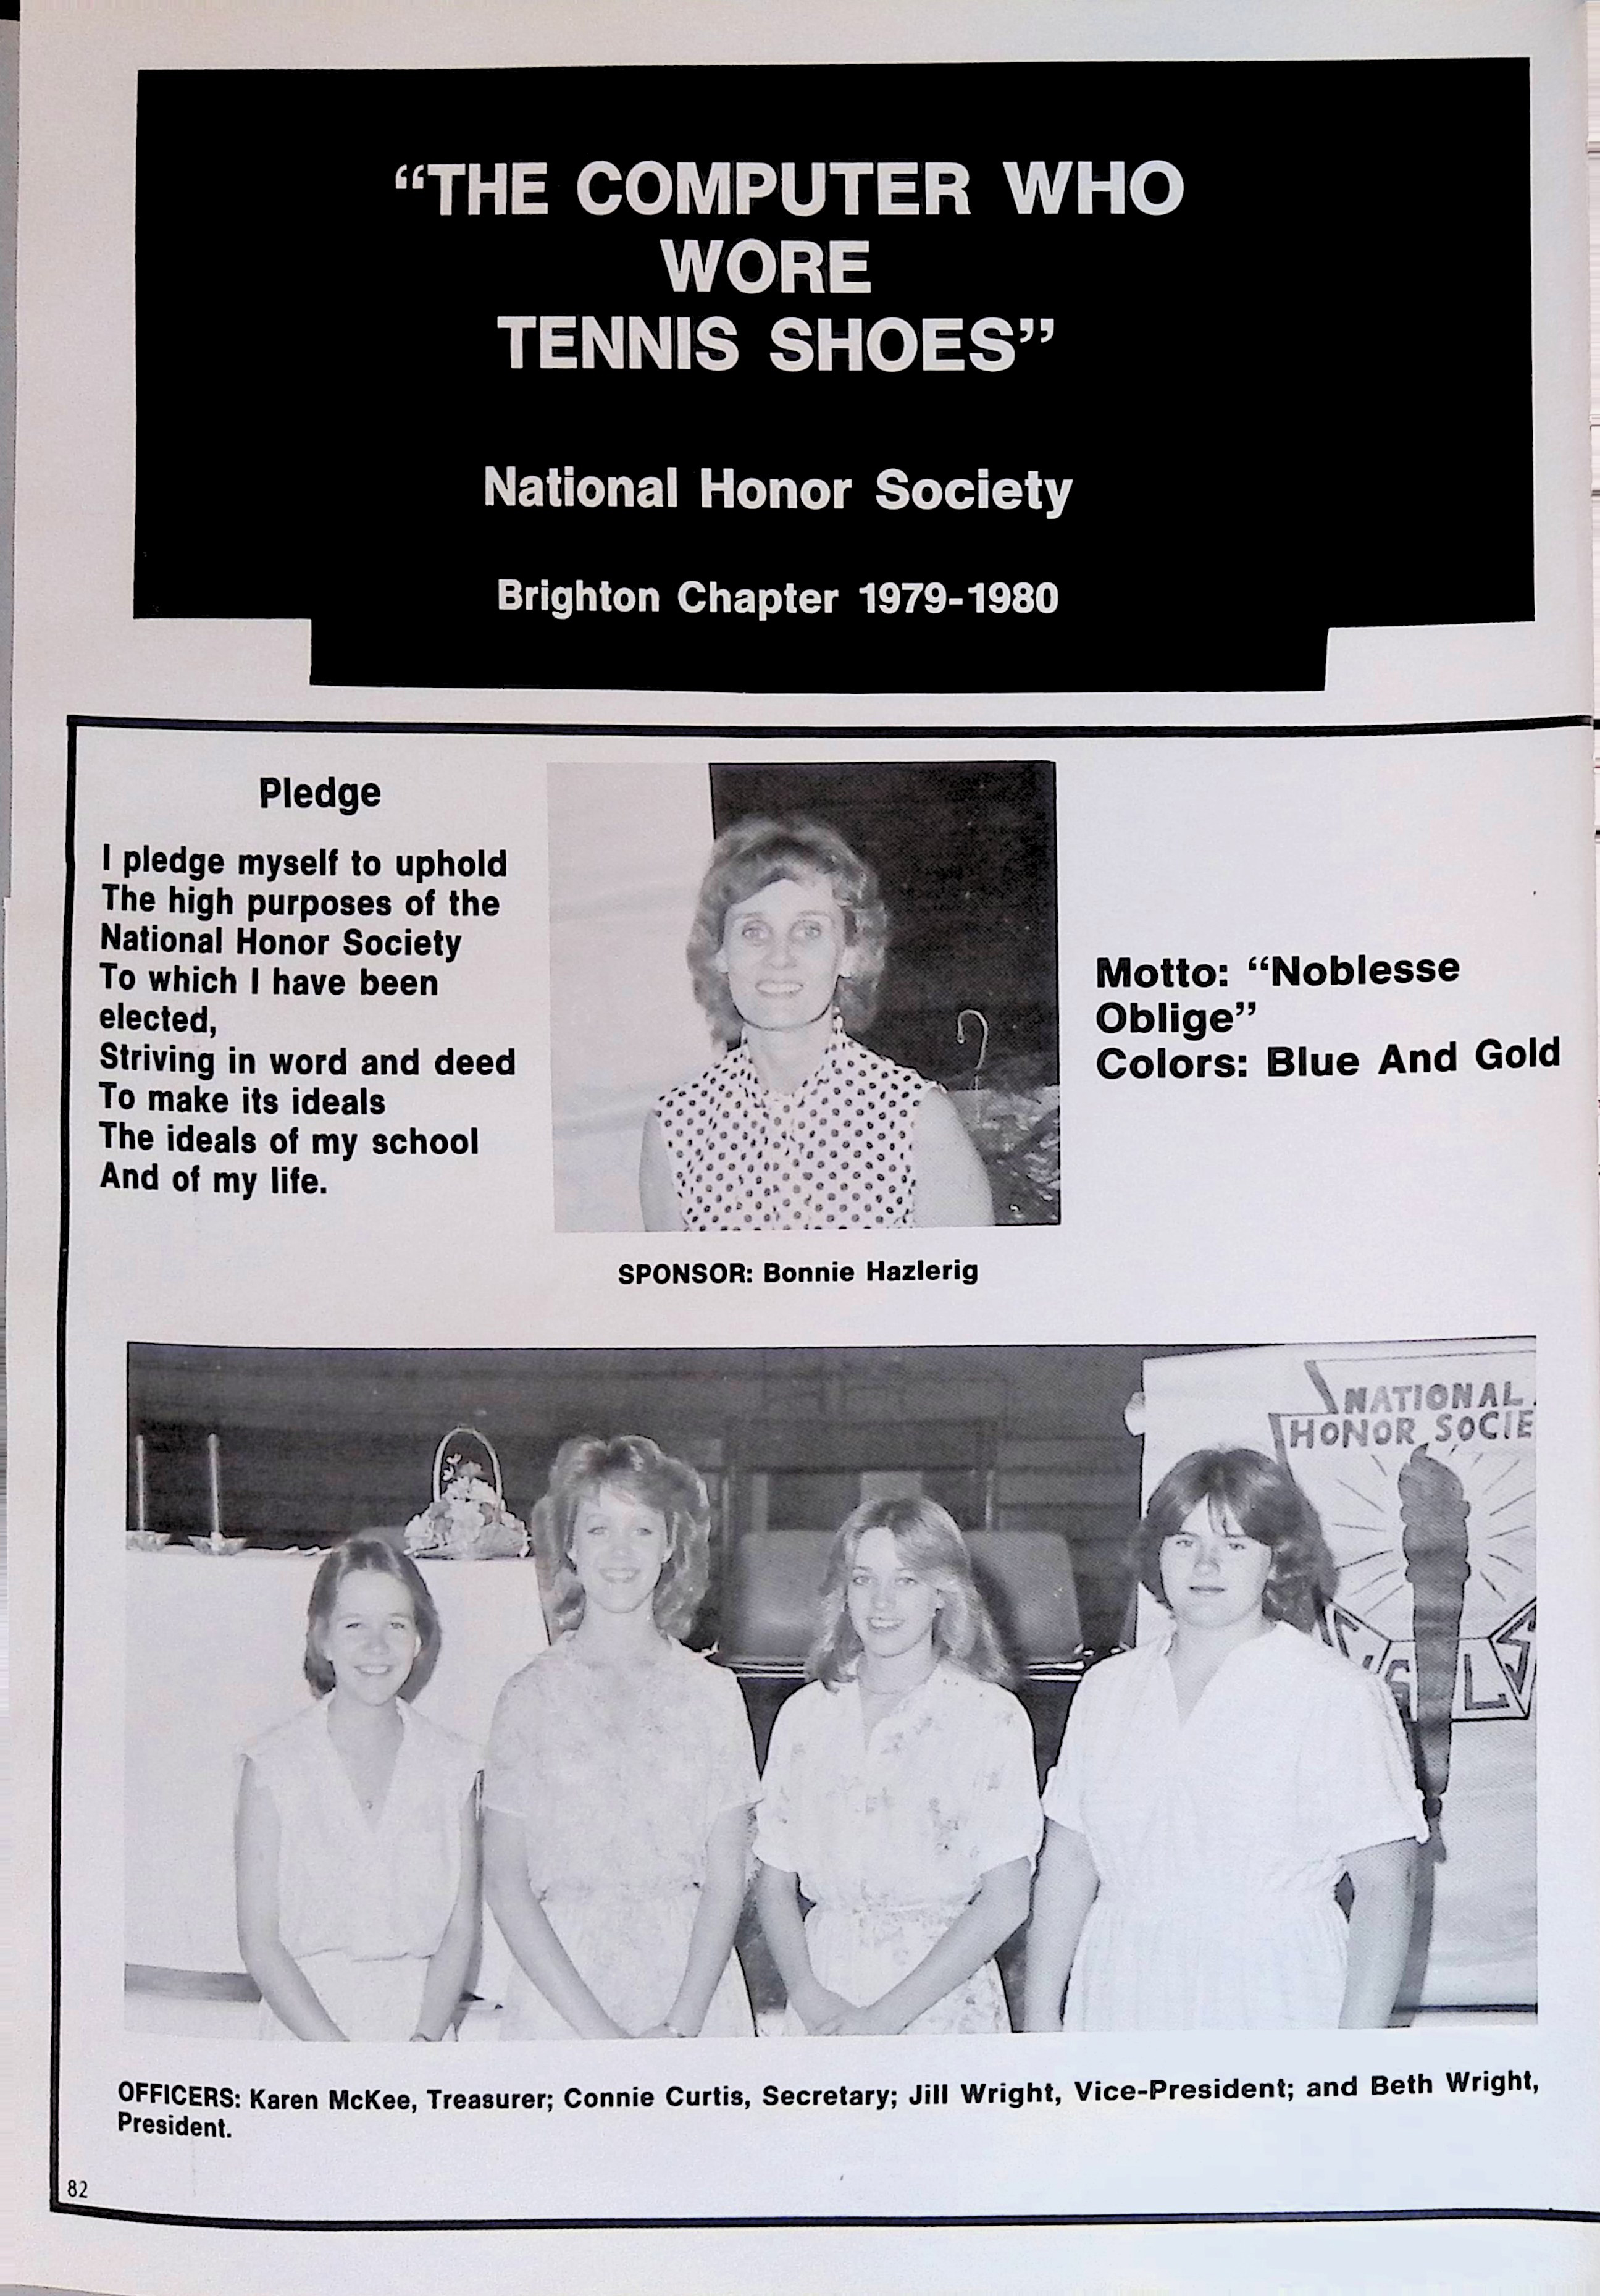 “THE COMPUTER WHO
WORE
TENNIS SHOES”
National Honor Society
Brighton Chapter 1979-1980
Pledge
I pledge myself to uphold
The high purposes of the
National Honor Society
To which I have been
elected,
Striving in word and deed
To make its ideals
The ideals of my school
And of my life.
Motto: “Noblesse
Oblige”
Colors: Blue And Gold
SPONSOR: Bonnie Hazlerig
NATIONAL
HONOR SOCIE
OFFICERS: Karen McKee, Treasurer; Connie Curtis, Secretary; Jill Wright, Vice-President; and Beth Wright,
President.
82